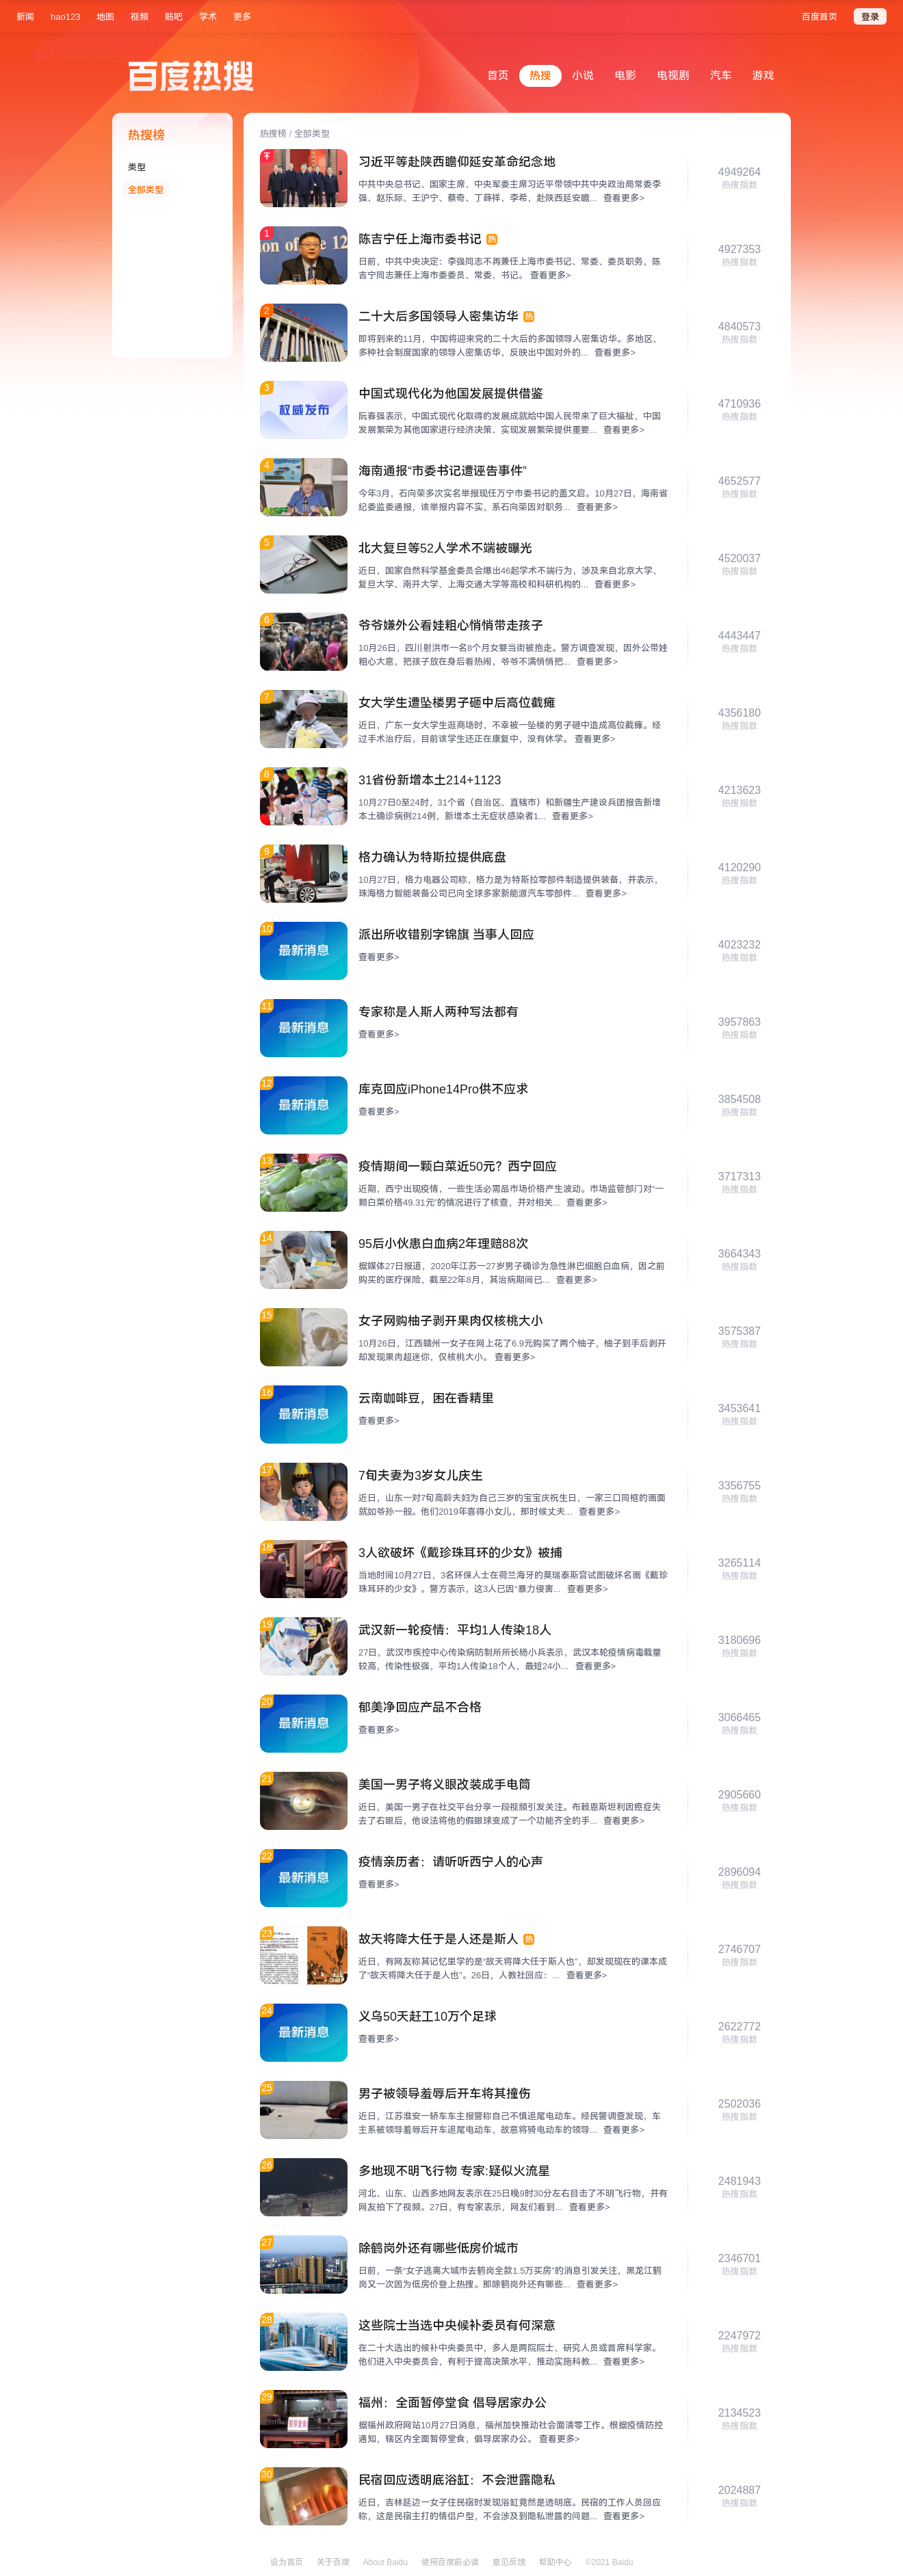 新闻 hao123 地图 视频 贴吧 学术 更多 百度首页 登录
百度热搜
首页 热搜 小说 电影 电视剧 汽车 游戏
热搜榜
类型
全部类型
热搜榜 / 全部类型
习近平等赴陕西瞻仰延安革命纪念地
中共中央总书记、国家主席、中央军委主席习近平带领中共中央政治局常委李
强、赵乐际、王沪宁、蔡奇、丁薛祥、李希，赴陕西延安瞻... 查看更多>
4949264
热搜指数
1
陈吉宁任上海市委书记 热
日前，中共中央决定：李强同志不再兼任上海市委书记、常委、委员职务，陈
吉宁同志兼任上海市委委员、常委、书记。 查看更多>
4927353
热搜指数
2
二十大后多国领导人密集访华 热
即将到来的11月，中国将迎来党的二十大后的多国领导人密集访华。多地区、
多种社会制度国家的领导人密集访华，反映出中国对外的... 查看更多>
4840573
热搜指数
3
权威发布
中国式现代化为他国发展提供借鉴
阮春强表示，中国式现代化取得的发展成就给中国人民带来了巨大福祉，中国
发展繁荣为其他国家进行经济决策、实现发展繁荣提供重要... 查看更多>
4710936
热搜指数
4
海南通报“市委书记遭诬告事件”
今年3月，石向荣多次实名举报现任万宁市委书记的盖文启。10月27日，海南省
纪委监委通报，该举报内容不实，系石向荣因对职务... 查看更多>
4652577
热搜指数
5
北大复旦等52人学术不端被曝光
近日，国家自然科学基金委员会爆出46起学术不端行为，涉及来自北京大学、
复旦大学、南开大学、上海交通大学等高校和科研机构的... 查看更多>
4520037
热搜指数
6
爷爷嫌外公看娃粗心悄悄带走孩子
10月26日，四川射洪市一名8个月女婴当街被抱走。警方调查发现，因外公带娃
粗心大意，把孩子放在身后看热闹，爷爷不满悄悄把... 查看更多>
4443447
热搜指数
7
女大学生遭坠楼男子砸中后高位截瘫
近日，广东一女大学生逛商场时，不幸被一坠楼的男子砸中造成高位截瘫。经
过手术治疗后，目前该学生还正在康复中，没有休学。 查看更多>
4356180
热搜指数
8
31省份新增本土214+1123
10月27日0至24时，31个省（自治区、直辖市）和新疆生产建设兵团报告新增
本土确诊病例214例，新增本土无症状感染者1... 查看更多>
4213623
热搜指数
9
格力确认为特斯拉提供底盘
10月27日，格力电器公司称，格力是为特斯拉零部件制造提供装备，并表示，
珠海格力智能装备公司已向全球多家新能源汽车零部件... 查看更多>
4120290
热搜指数
10
最新消息
派出所收错别字锦旗 当事人回应
查看更多>
4023232
热搜指数
11
最新消息
专家称是人斯人两种写法都有
查看更多>
3957863
热搜指数
12
最新消息
库克回应iPhone14Pro供不应求
查看更多>
3854508
热搜指数
13
疫情期间一颗白菜近50元？西宁回应
近期，西宁出现疫情，一些生活必需品市场价格产生波动。市场监管部门对“一
颗白菜价格49.31元”的情况进行了核查，并对相关... 查看更多>
3717313
热搜指数
14
95后小伙患白血病2年理赔88次
据媒体27日报道，2020年江苏一27岁男子确诊为急性淋巴细胞白血病，因之前
购买的医疗保险，截至22年8月，其治病期间已... 查看更多>
3664343
热搜指数
15
女子网购柚子剥开果肉仅核桃大小
10月26日，江西赣州一女子在网上花了6.9元购买了两个柚子，柚子到手后剥开
却发现果肉超迷你，仅核桃大小。 查看更多>
3575387
热搜指数
16
最新消息
云南咖啡豆，困在香精里
查看更多>
3453641
热搜指数
17
7旬夫妻为3岁女儿庆生
近日，山东一对7旬高龄夫妇为自己三岁的宝宝庆祝生日，一家三口同框的画面
就如爷孙一般。他们2019年喜得小女儿，那时候丈夫... 查看更多>
3356755
热搜指数
18
3人欲破坏《戴珍珠耳环的少女》被捕
当地时间10月27日，3名环保人士在荷兰海牙的莫瑞泰斯宫试图破坏名画《戴珍
珠耳环的少女》。警方表示，这3人已因“暴力侵害... 查看更多>
3265114
热搜指数
19
武汉新一轮疫情：平均1人传染18人
27日，武汉市疾控中心传染病防制所所长杨小兵表示，武汉本轮疫情病毒载量
较高，传染性极强，平均1人传染18个人，最短24小... 查看更多>
3180696
热搜指数
20
最新消息
郁美净回应产品不合格
查看更多>
3066465
热搜指数
21
美国一男子将义眼改装成手电筒
近日，美国一男子在社交平台分享一段视频引发关注。布赖恩斯坦利因癌症失
去了右眼后，他设法将他的假眼球变成了一个功能齐全的手... 查看更多>
2905660
热搜指数
22
最新消息
疫情亲历者：请听听西宁人的心声
查看更多>
2896094
热搜指数
23
故天将降大任于是人还是斯人 热
近日，有网友称其记忆里学的是“故天将降大任于斯人也”，却发现现在的课本成
了“故天将降大任于是人也”。26日，人教社回应：... 查看更多>
2746707
热搜指数
24
最新消息
义乌50天赶工10万个足球
查看更多>
2622772
热搜指数
25
男子被领导羞辱后开车将其撞伤
近日，江苏淮安一轿车车主报警称自己不慎追尾电动车。经民警调查发现，车
主系被领导羞辱后开车追尾电动车，故意将骑电动车的领导... 查看更多>
2502036
热搜指数
26
多地现不明飞行物 专家:疑似火流星
河北、山东、山西多地网友表示在25日晚9时30分左右目击了不明飞行物，并有
网友拍下了视频。27日，有专家表示，网友们看到... 查看更多>
2481943
热搜指数
27
除鹤岗外还有哪些低房价城市
日前，一条“女子逃离大城市去鹤岗全款1.5万买房”的消息引发关注，黑龙江鹤
岗又一次因为低房价登上热搜。那除鹤岗外还有哪些... 查看更多>
2346701
热搜指数
28
这些院士当选中央候补委员有何深意
在二十大选出的候补中央委员中，多人是两院院士、研究人员或首席科学家。
他们进入中央委员会，有利于提高决策水平，推动实施科教... 查看更多>
2247972
热搜指数
29
福州：全面暂停堂食 倡导居家办公
据福州政府网站10月27日消息，福州加快推动社会面清零工作。根据疫情防控
通知，辖区内全面暂停堂食，倡导居家办公。 查看更多>
2134523
热搜指数
30
民宿回应透明底浴缸：不会泄露隐私
近日，吉林延边一女子住民宿时发现浴缸竟然是透明底。民宿的工作人员回应
称，这是民宿主打的情侣户型，不会涉及到隐私泄露的问题... 查看更多>
2024887
热搜指数
设为首页 关于百度 About Baidu 使用百度前必读 意见反馈 帮助中心 ©2021 Baidu